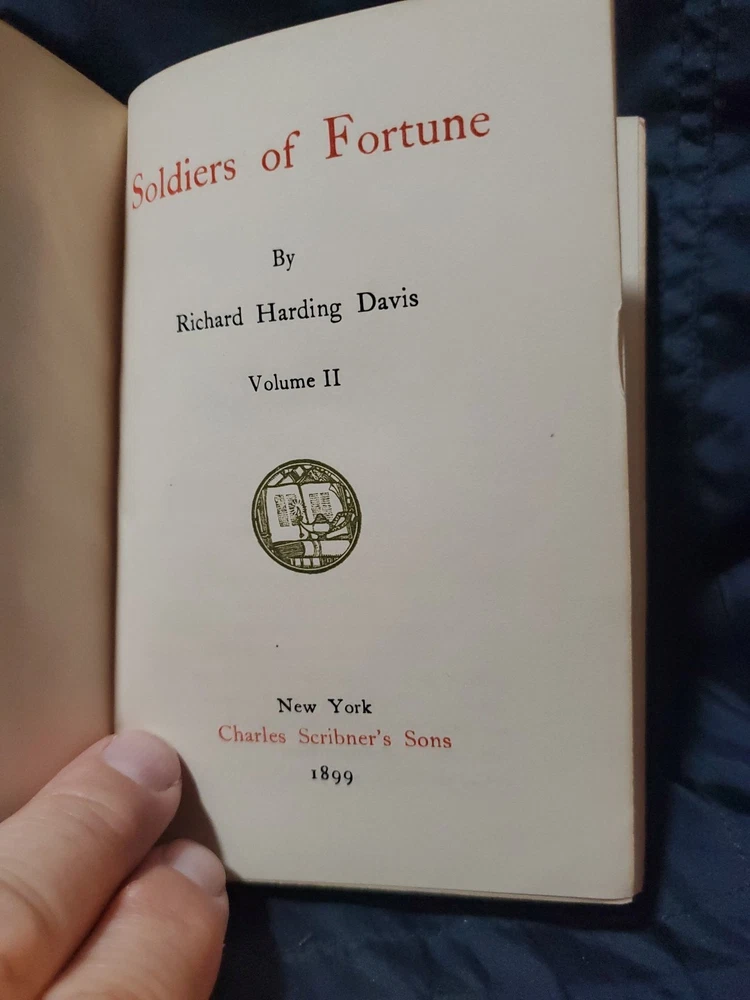 Soldiers of Fortune
By
Richard Harding Davis
Volume II
New York
Charles Scribner's Sons
1899